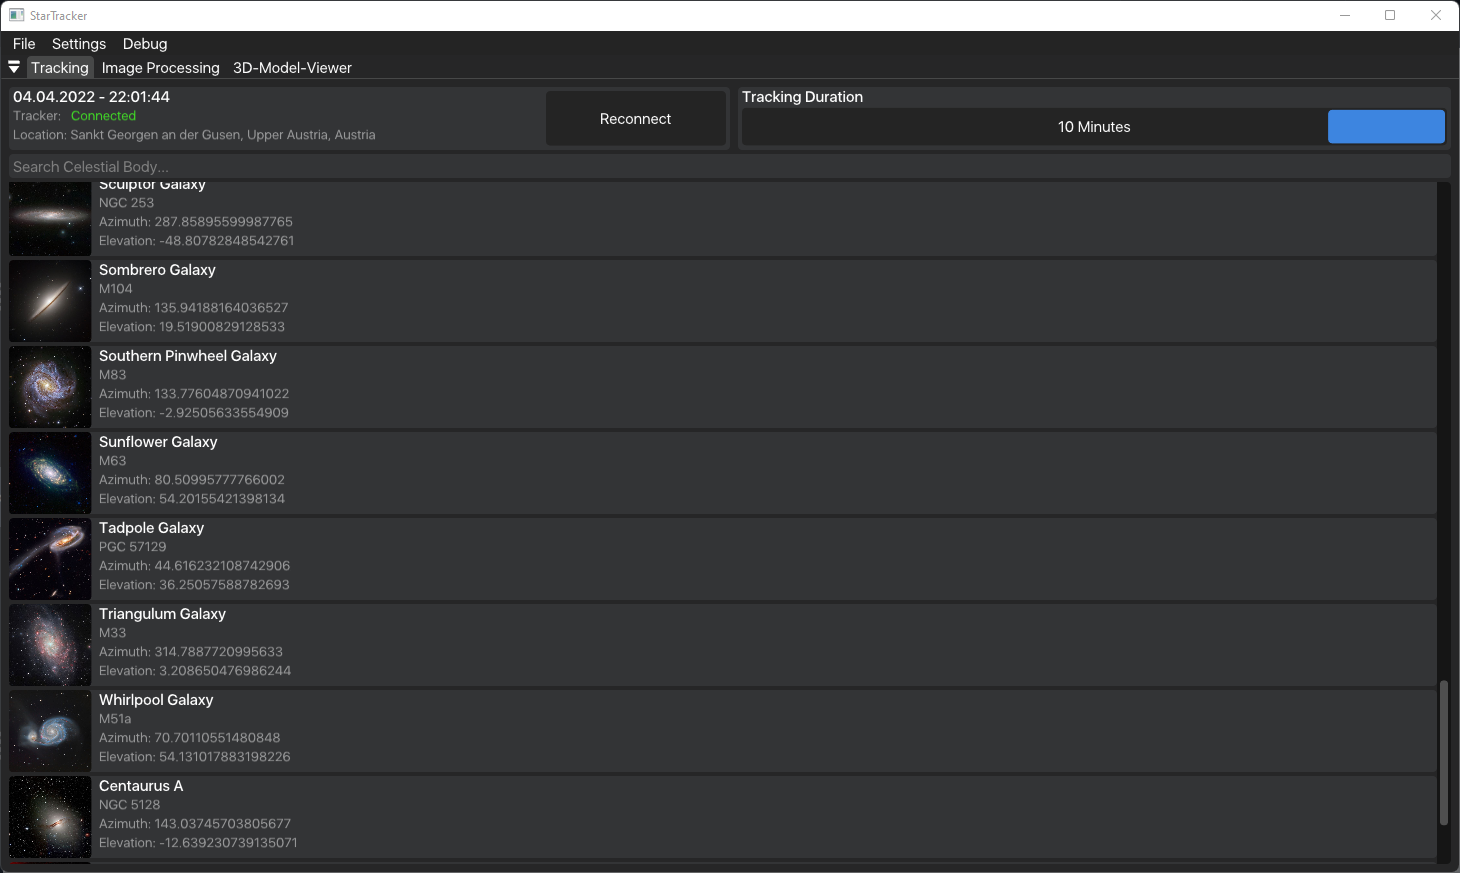 StarTracker
File Settings Debug
Tracking Image Processing 3D-Model-Viewer
04.04.2022 - 22:01:44
Tracker: Connected
Location: Sankt Georgen an der Gusen, Upper Austria, Austria
Reconnect
Tracking Duration
10 Minutes
Search Celestial Body...
Sculptor Galaxy
NGC 253
Azimuth: 287.85895599987765
Elevation: -48.80782848542761
Sombrero Galaxy
M104
Azimuth: 135.94188164036527
Elevation: 19.51900829128533
Southern Pinwheel Galaxy
M83
Azimuth: 133.77604870941022
Elevation: -2.92505633554909
Sunflower Galaxy
M63
Azimuth: 80.50995777766002
Elevation: 54.20155421398134
Tadpole Galaxy
PGC 57129
Azimuth: 44.616232108742906
Elevation: 36.25057588782693
Triangulum Galaxy
M33
Azimuth: 314.7887720995633
Elevation: 3.208650476986244
Whirlpool Galaxy
M51a
Azimuth: 70.70110551480848
Elevation: 54.131017883198226
Centaurus A
NGC 5128
Azimuth: 143.03745703805677
Elevation: -12.639230739135071